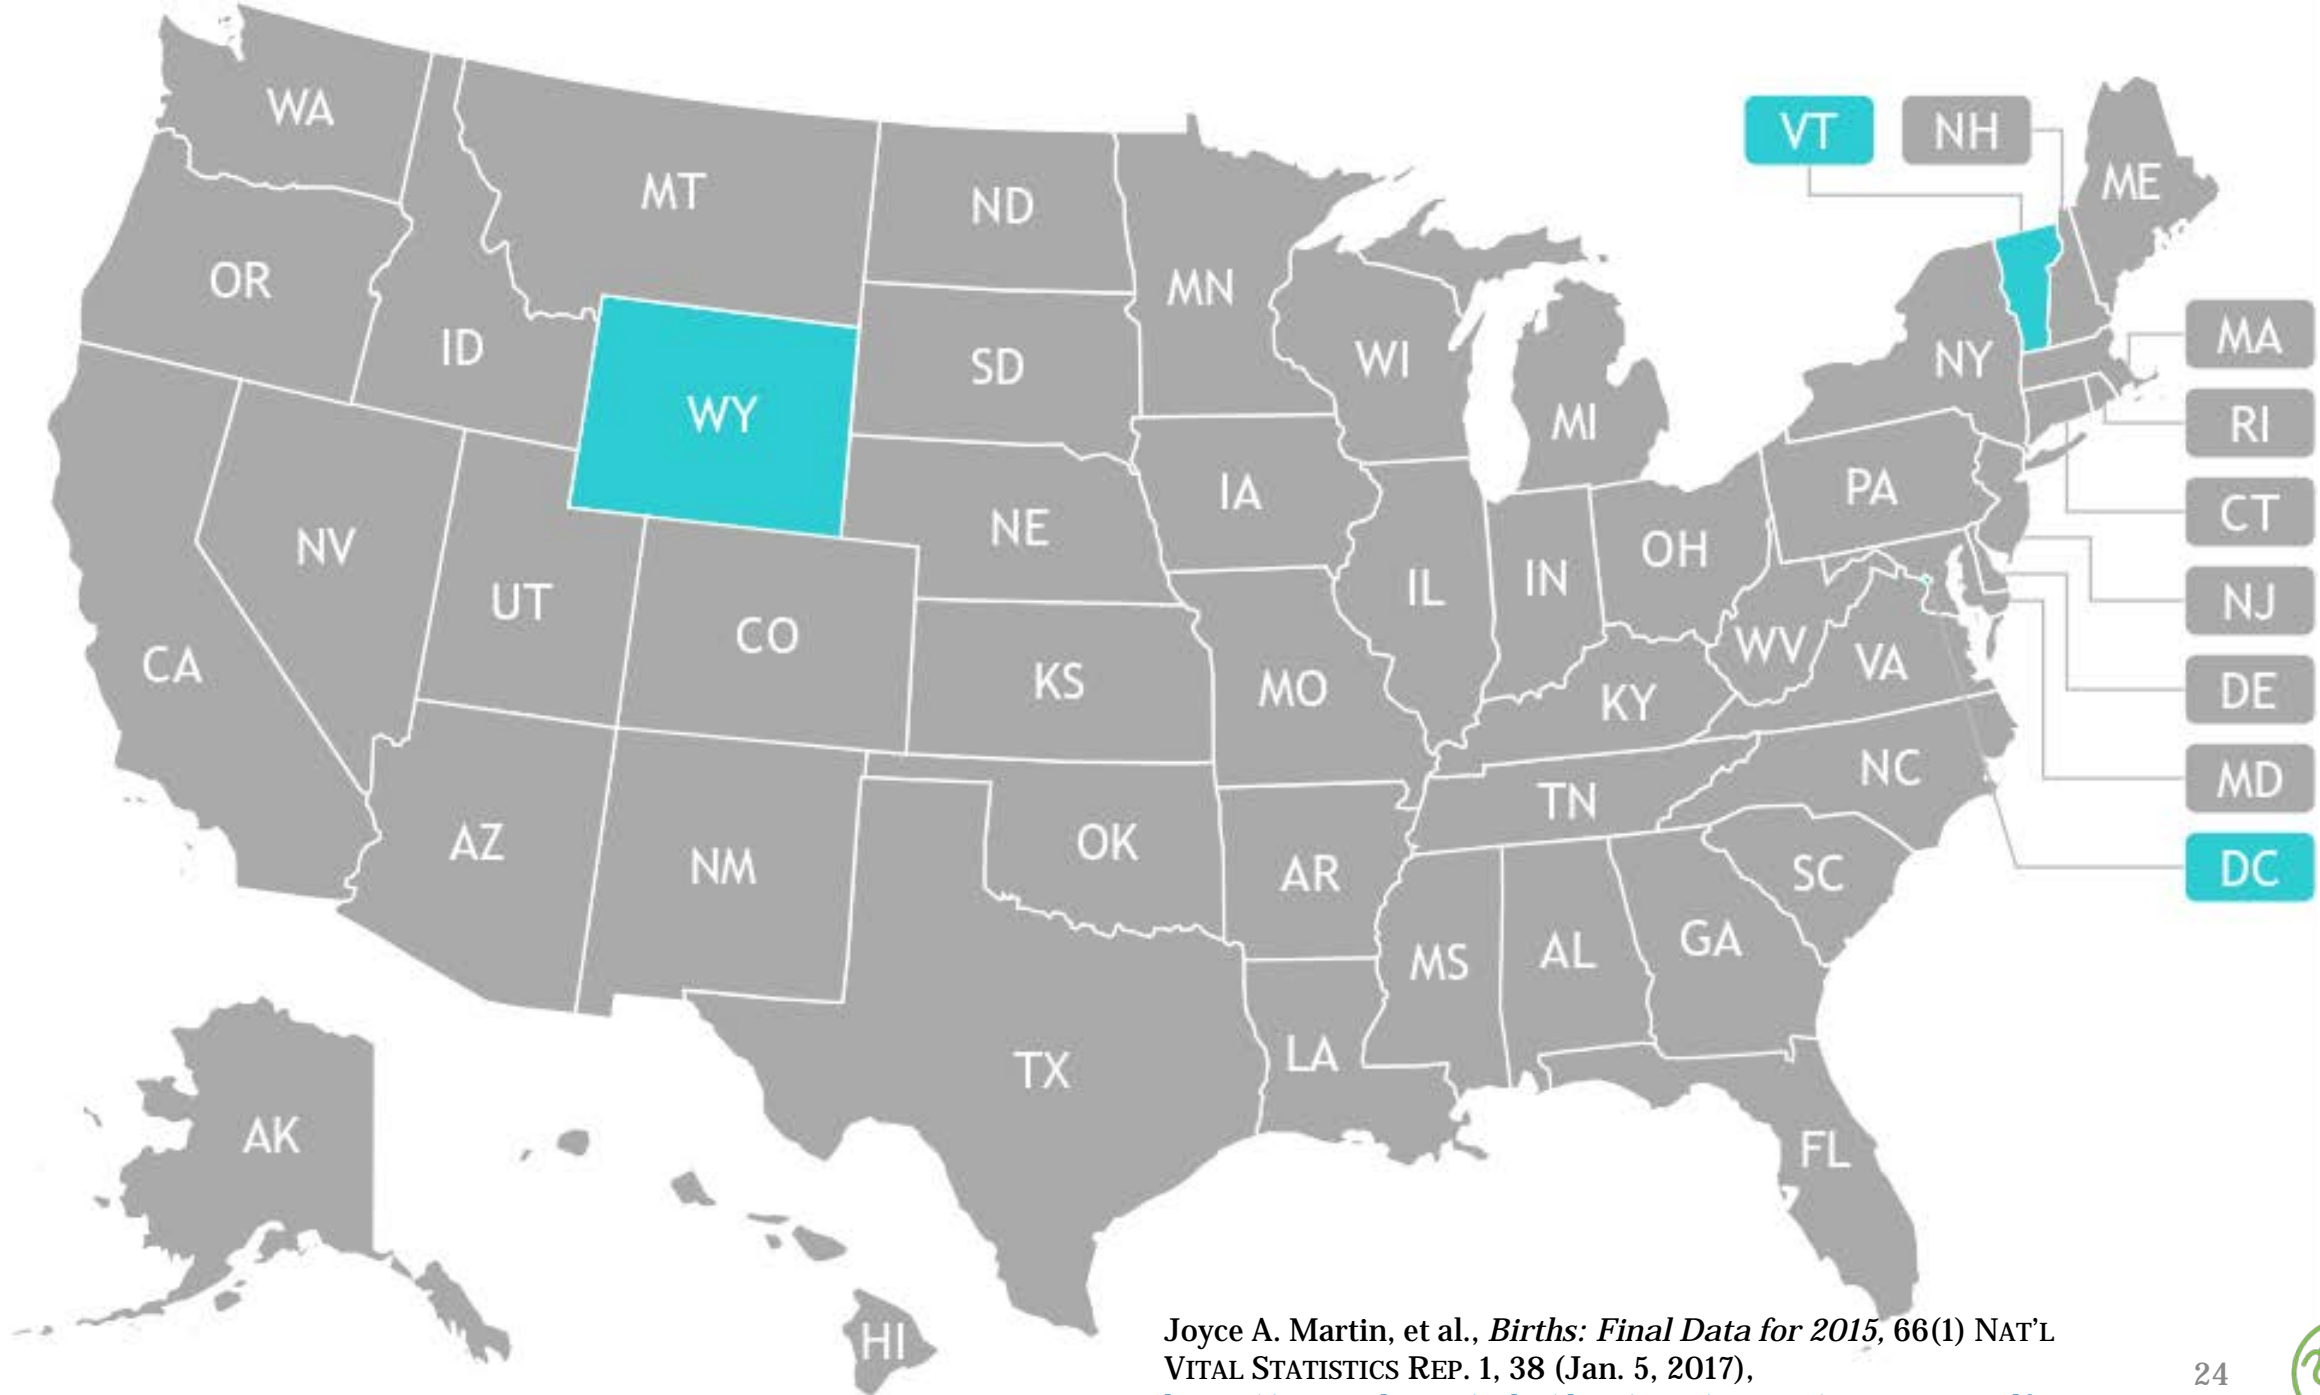 WA
MT
ND
MN
VT
NH
ME
OR
ID
WY
SD
WI
MI
NY
MA
RI
CT
NV
UT
CO
NE
IA
IL
IN
OH
PA
NJ
DE
MD
DC
CA
KS
MO
KY
WV
VA
AZ
NM
OK
AR
TN
NC
SC
MS
AL
GA
TX
LA
FL
AK
HI
Joyce A. Martin, et al., Births: Final Data for 2015, 66(1) NAT'L
VITAL STATISTICS REP. 1, 38 (Jan. 5, 2017),
24